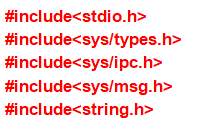 #include<stdio.h>
#include<sys/types.h>
#include<sys/ipc.h>
#include<sys/msg.h>
#include<string.h>